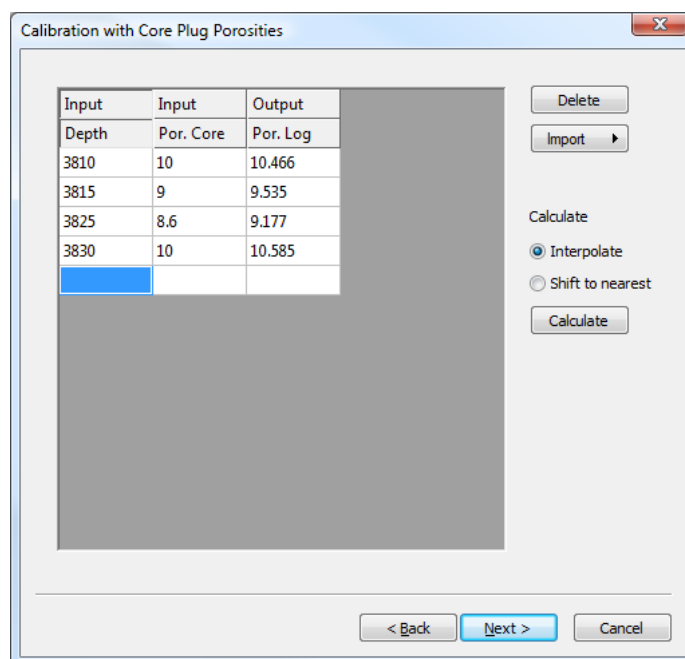 Calibration with Core Plug Porosities
Input Input Output
Depth Por. Core Por. Log
3810 10 10.466
3815 9 9.535
3825 8.6 9.177
3830 10 10.585
Delete
Import
Calculate
Interpolate
Shift to nearest
Calculate
< Back Next > Cancel